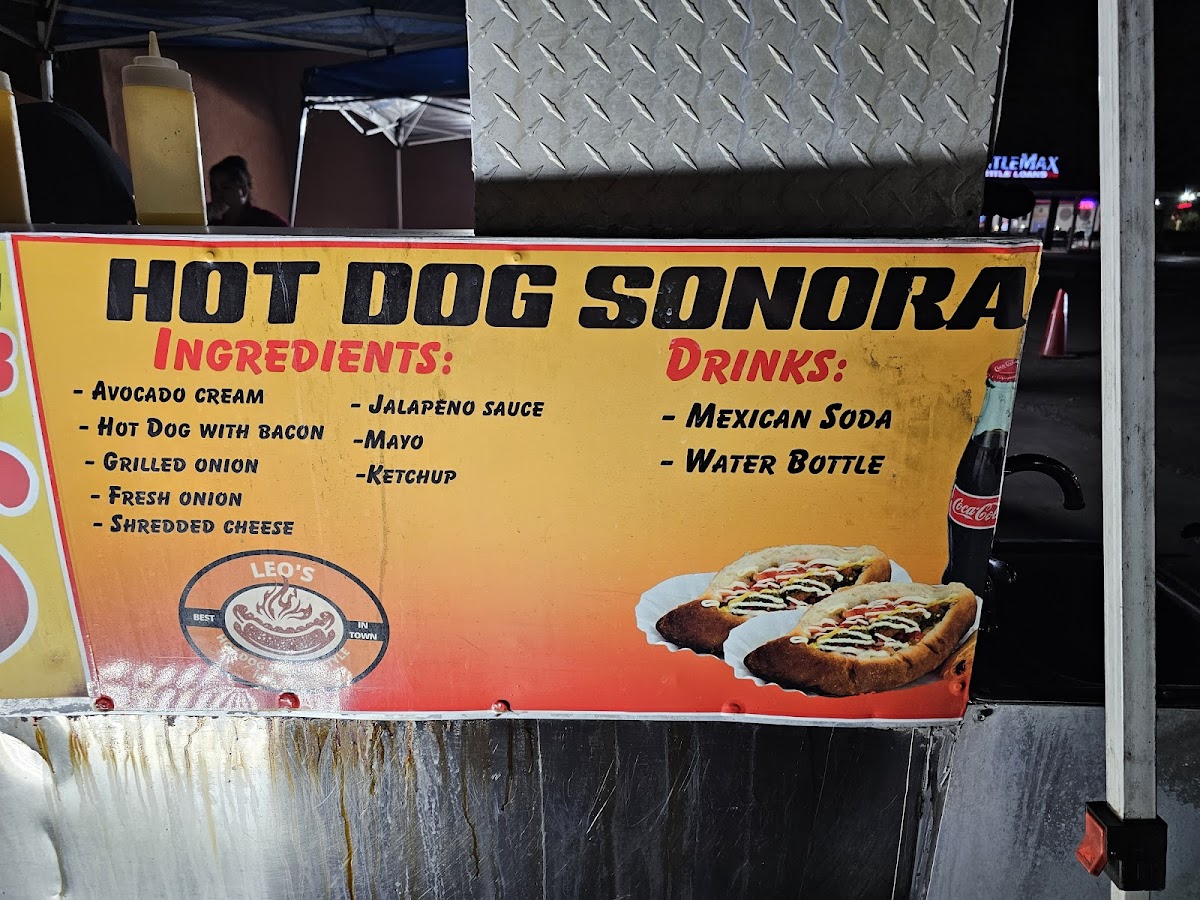 TLEMAX
TITLE LOANS
HOT DOG SONORA
INGREDIENTS:
- AVOCADO CREAM
- HOT DOG WITH BACON
- GRILLED ONION
- FRESH ONION
- SHREDDED CHEESE
- JALAPENO SAUCE
-MAYO
-KETCHUP
DRINKS:
- MEXICAN SODA
- WATER BOTTLE
Coca-Cola
LEO'S
BEST
IN
TOWN